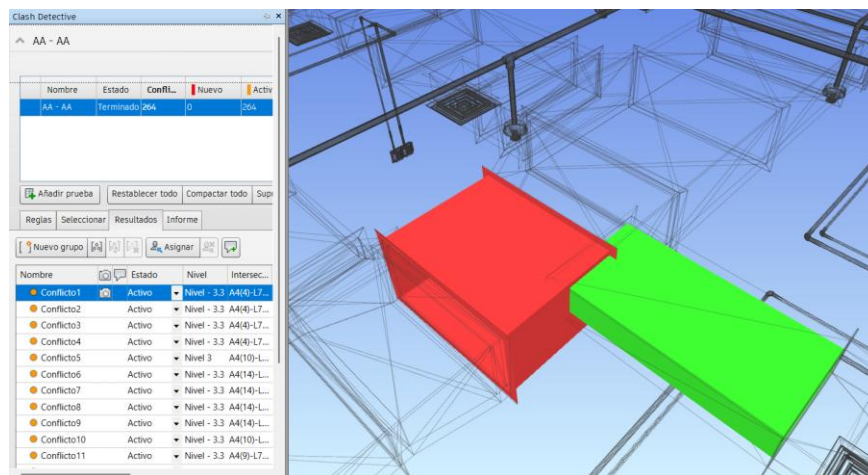 Clash Detective
AA - AA
Nombre Estado Confli... Nuevo Activ
AA - AA Terminado 264 0 264
Añadir prueba Restablecer todo Compactar todo Supr
Reglas Seleccionar Resultados Informe
Nuevo grupo Asignar
Nombre Estado Nivel Intersec...
Conflicto1 Activo Nivel - 3.3 A4(4)-L7...
Conflicto2 Activo Nivel - 3.3 A4(4)-L7...
Conflicto3 Activo Nivel - 3.3 A4(4)-L7...
Conflicto4 Activo Nivel - 3.3 A4(4)-L7...
Conflicto5 Activo Nivel 3 A4(10)-L...
Conflicto6 Activo Nivel - 3.3 A4(14)-L...
Conflicto7 Activo Nivel - 3.3 A4(14)-L...
Conflicto8 Activo Nivel - 3.3 A4(14)-L...
Conflicto9 Activo Nivel - 3.3 A4(14)-L...
Conflicto10 Activo Nivel - 3.3 A4(10)-L...
Conflicto11 Activo Nivel - 3.3 A4(9)-L7...